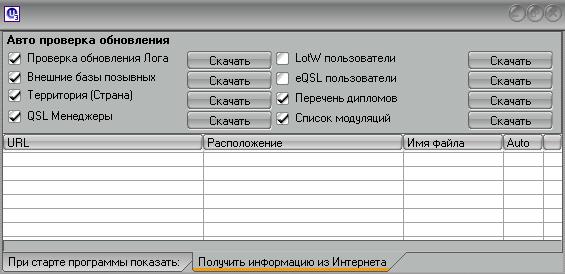 Авто проверка обновления
Проверка обновления Лога Скачать LotW пользователи Скачать
Внешние базы позывных Скачать eQSL пользователи Скачать
Территория (Страна) Скачать Перечень дипломов Скачать
QSL Менеджеры Скачать Список модуляций Скачать
URL Расположение Имя файла Auto
При старте программы показать: Получить информацию из Интернета